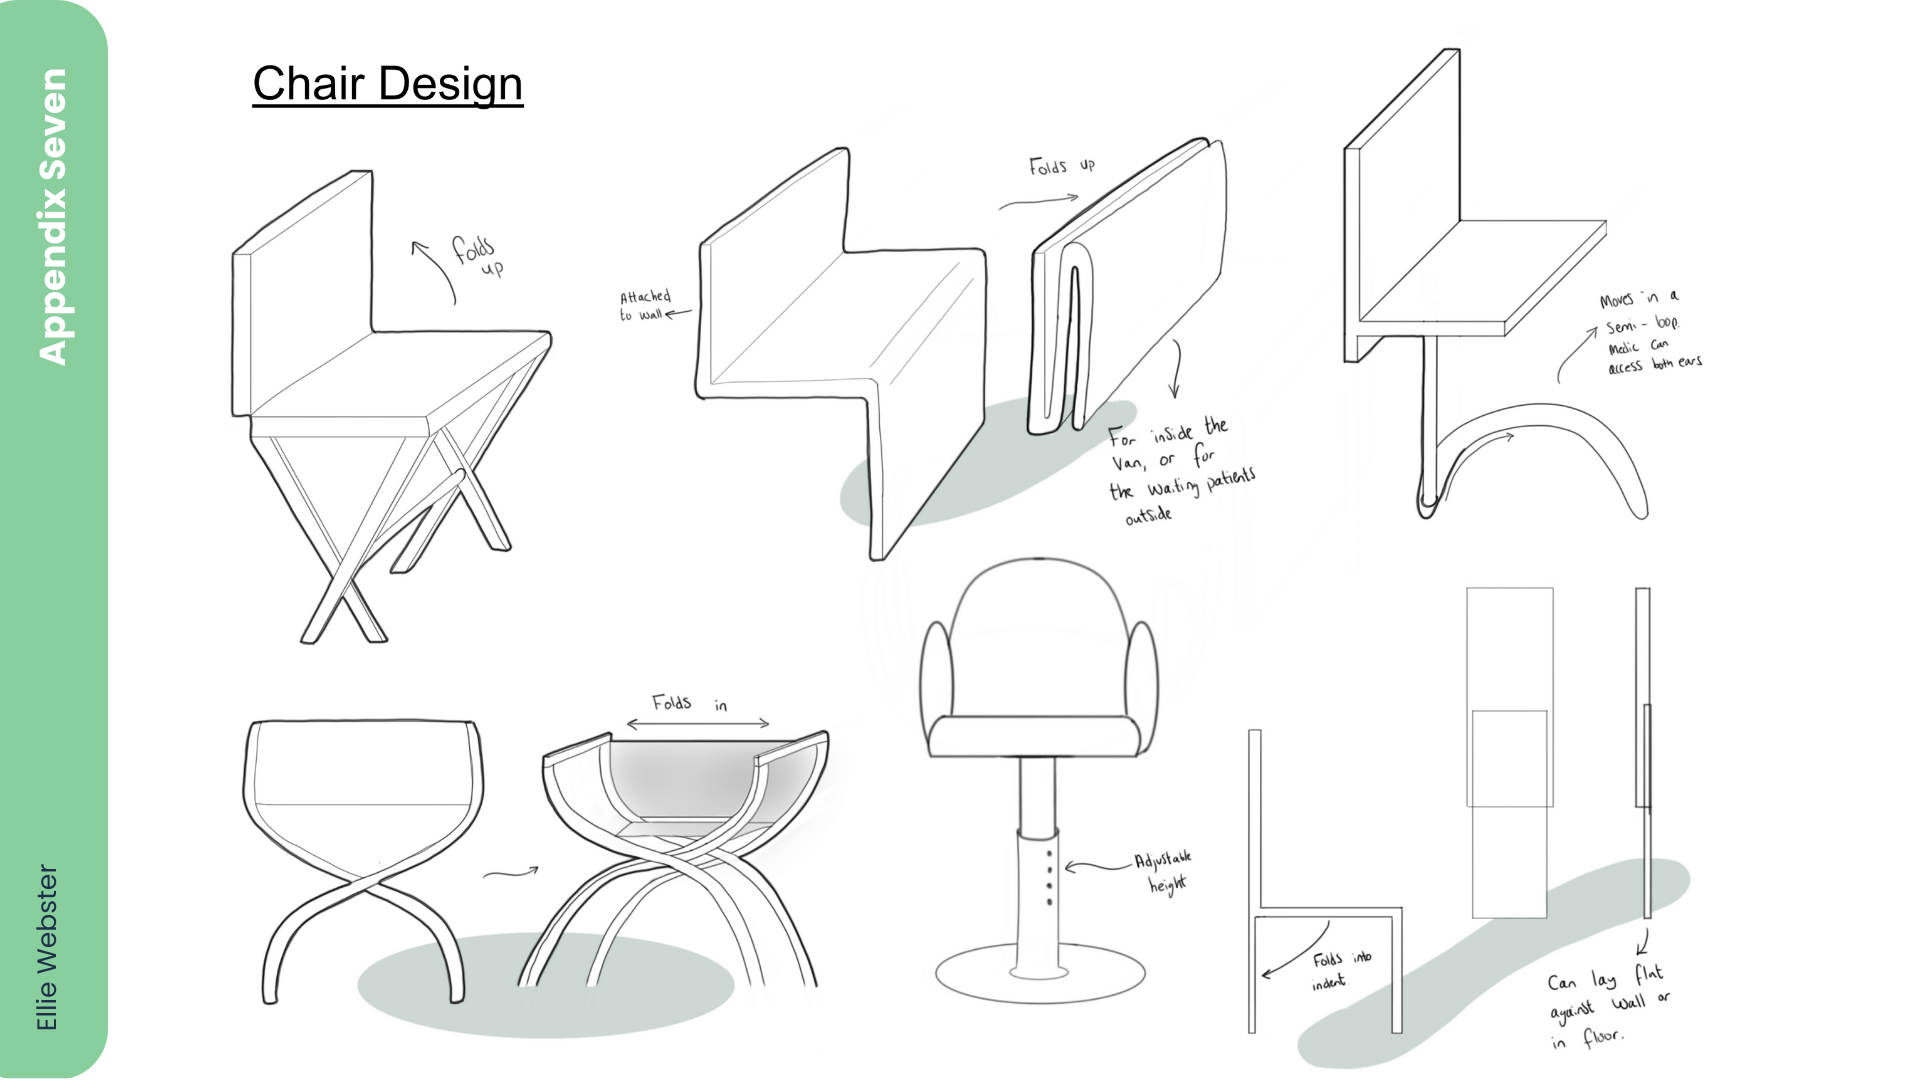 Appendix Seven
Ellie Webster
Chair Design
folds
up
Attached
to wall
Folds up
For inside the
Van, or for
the waiting patients
outside
Moves in a
Semi-loop.
Medic can
access both ears
Folds in
Adjustable
height
Folds into
indent.
Can lay flat
against wall or
in floor.